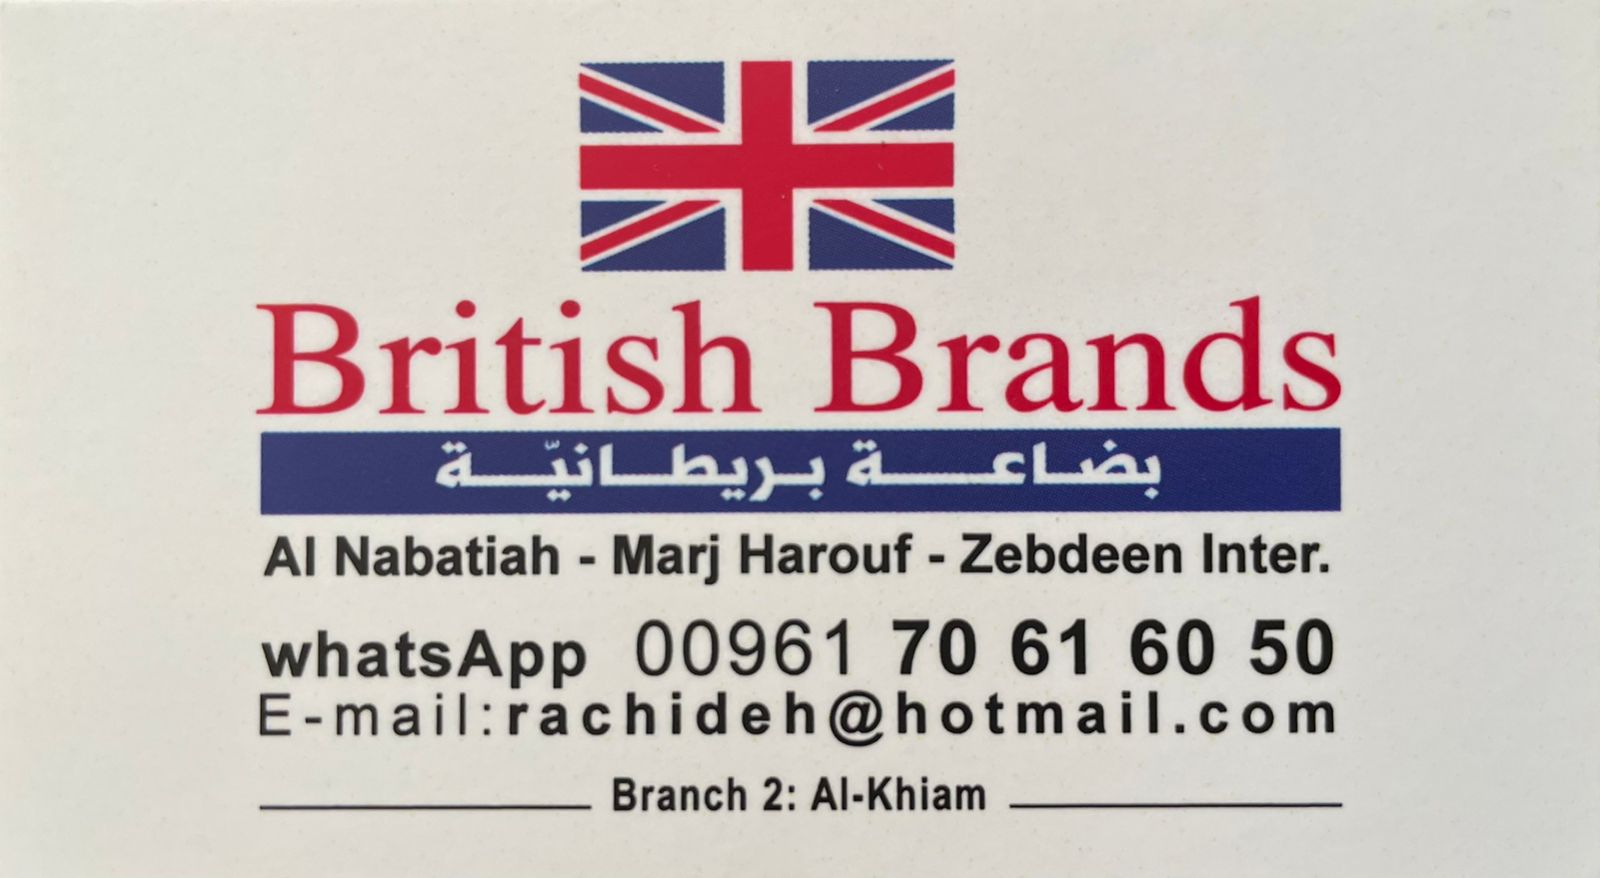 British Brands
بضاعة بريطانيّة
Al Nabatiah - Marj Harouf - Zebdeen Inter.
whatsApp 00961 70 61 60 50
E-mail:rachideh@hotmail.com
Branch 2: Al-Khiam